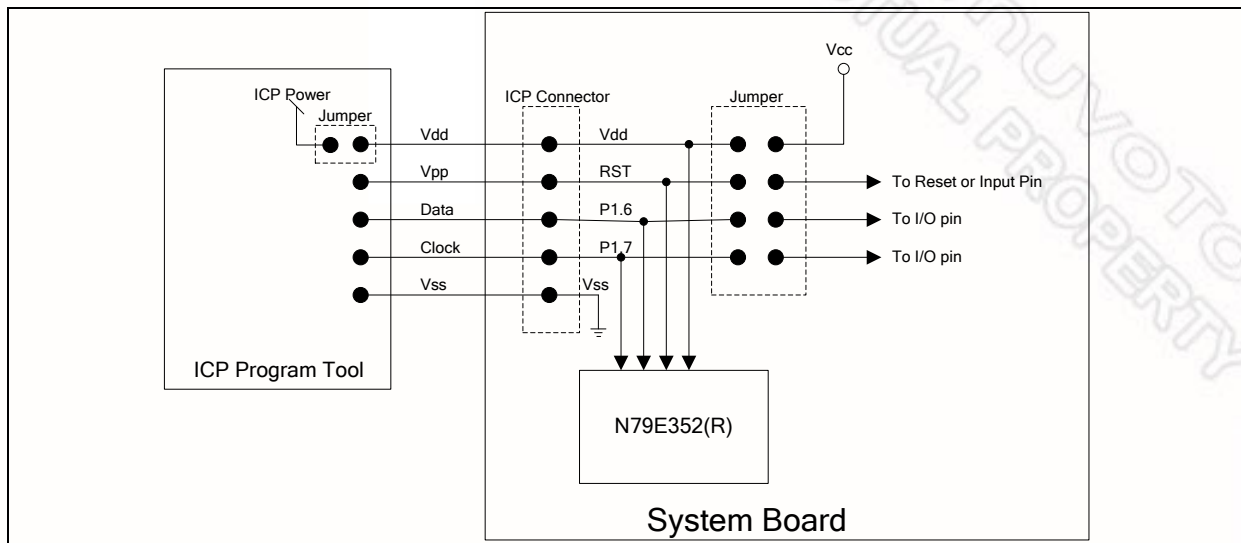 Vcc
ICP Power
Jumper
ICP Connector
Jumper
Vdd
Vdd
Vpp
RST
To Reset or Input Pin
Data
P1.6
To I/O pin
Clock
P1.7
To I/O pin
Vss
Vss
ICP Program Tool
N79E352(R)
System Board
PROPERTY